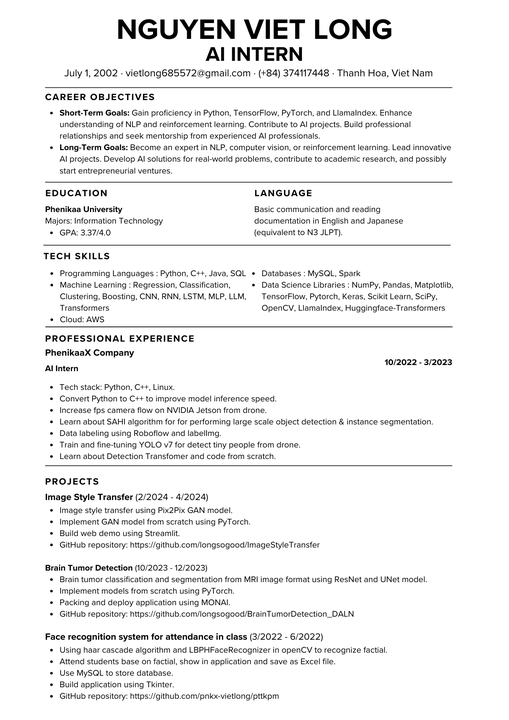 NGUYEN VIET LONG
AI INTERN
July 1, 2002 · vietlong685572@gmail.com · (+84) 374117448 · Thanh Hoa, Viet Nam
CAREER OBJECTIVES
• Short-Term Goals: Gain proficiency in Python, TensorFlow, PyTorch, and LlamaIndex. Enhance
understanding of NLP and reinforcement learning. Contribute to AI projects. Build professional
relationships and seek mentorship from experienced AI professionals.
• Long-Term Goals: Become an expert in NLP, computer vision, or reinforcement learning. Lead innovative
AI projects. Develop AI solutions for real-world problems, contribute to academic research, and possibly
start entrepreneurial ventures.
EDUCATION
Phenikaa University
Majors: Information Technology
• GPA: 3.37/4.0
LANGUAGE
Basic communication and reading
documentation in English and Japanese
(equivalent to N3 JLPT).
TECH SKILLS
• Programming Languages : Python, C++, Java, SQL
• Machine Learning : Regression, Classification,
Clustering, Boosting, CNN, RNN, LSTM, MLP, LLM,
Transformers
• Cloud: AWS
• Databases : MySQL, Spark
• Data Science Libraries : NumPy, Pandas, Matplotlib,
TensorFlow, Pytorch, Keras, Scikit Learn, SciPy,
OpenCV, LlamaIndex, Huggingface-Transformers
PROFESSIONAL EXPERIENCE
PhenikaaX Company
10/2022 - 3/2023
AI Intern
• Tech stack: Python, C++, Linux.
• Convert Python to C++ to improve model inference speed.
• Increase fps camera flow on NVIDIA Jetson from drone.
• Learn about SAHI algorithm for for performing large scale object detection & instance segmentation.
• Data labeling using Roboflow and labelImg.
• Train and fine-tuning YOLO v7 for detect tiny people from drone.
• Learn about Detection Transfomer and code from scratch.
PROJECTS
Image Style Transfer (2/2024 - 4/2024)
• Image style transfer using Pix2Pix GAN model.
• Implement GAN model from scratch using PyTorch.
• Build web demo using Streamlit.
• GitHub repository: https://github.com/longsogood/ImageStyleTransfer
Brain Tumor Detection (10/2023 - 12/2023)
• Brain tumor classification and segmentation from MRI image format using ResNet and UNet model.
• Implement models from scratch using PyTorch.
• Packing and deploy application using MONAI.
• GitHub repository: https://github.com/longsogood/BrainTumorDetection_DALN
Face recognition system for attendance in class (3/2022 - 6/2022)
• Using haar cascade algorithm and LBPHFaceRecognizer in openCV to recognize factial.
• Attend students base on factial, show in application and save as Excel file.
• Use MySQL to store database.
• Build application using Tkinter.
• GitHub repository: https://github.com/pnkx-vietlong/pttkpm